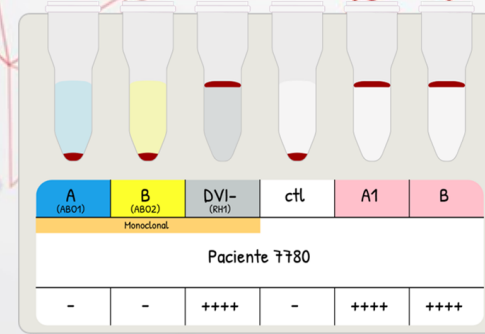 A B DVI- ctl A1 B
(ABO1) (ABO2) (RH1)
Monoclonal
Paciente 7780
- - ++++ - ++++ ++++